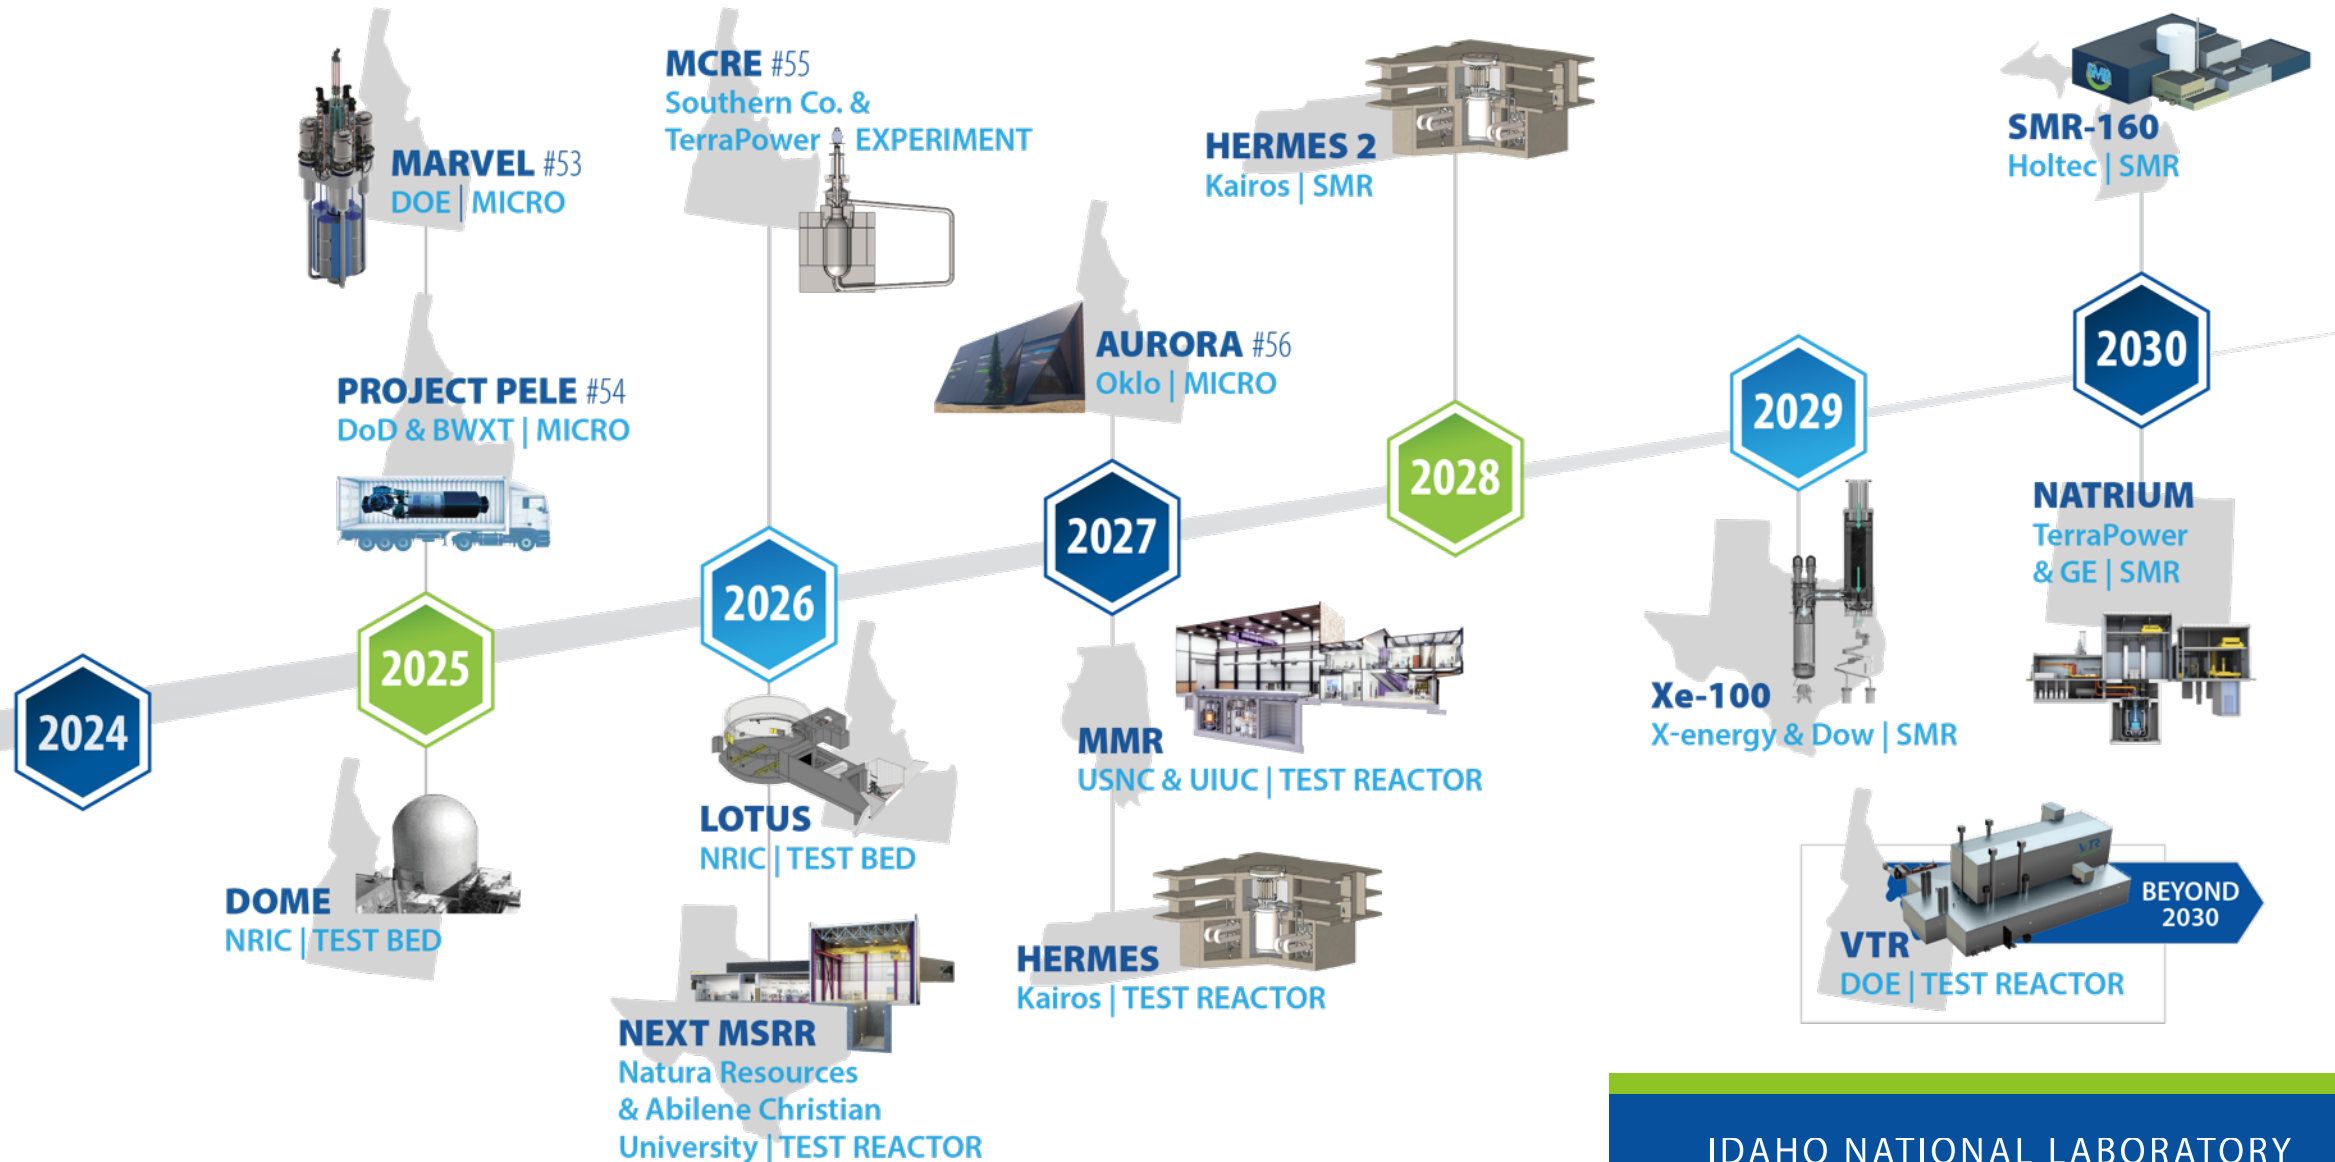 MARVEL #53
DOE | MICRO
PROJECT PELE #54
DoD & BWXT | MICRO
MCRE #55
Southern Co. &
TerraPower | EXPERIMENT
AURORA #56
Oklo | MICRO
HERMES 2
Kairos | SMR
SMR-160
Holtec | SMR
2024
2025
2026
2027
2028
2029
2030
DOME
NRIC | TEST BED
LOTUS
NRIC | TEST BED
NEXT MSRR
Natura Resources
& Abilene Christian
University | TEST REACTOR
MMR
USNC & UIUC | TEST REACTOR
HERMES
Kairos | TEST REACTOR
Xe-100
X-energy & Dow | SMR
NATRIUM
TerraPower
& GE | SMR
VTR
BEYOND
2030
VTR
DOE | TEST REACTOR
SMR
IDAHO NATIONAL LABORATORY